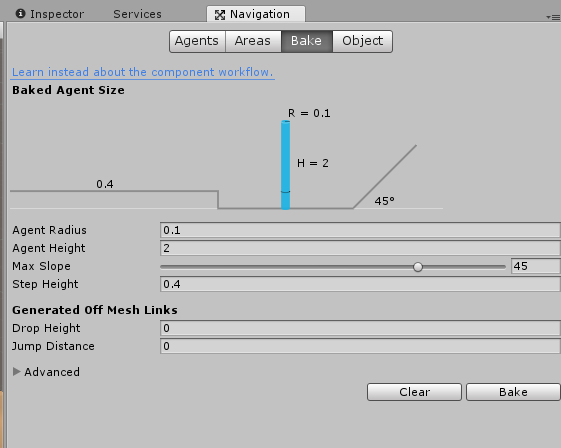 Inspector Services Navigation
Agents Areas Bake Object
Learn instead about the component workflow.
Baked Agent Size
R = 0.1
H = 2
0.4
45°
Agent Radius 0.1
Agent Height 2
Max Slope 45
Step Height 0.4
Generated Off Mesh Links
Drop Height 0
Jump Distance 0
Advanced
Clear Bake